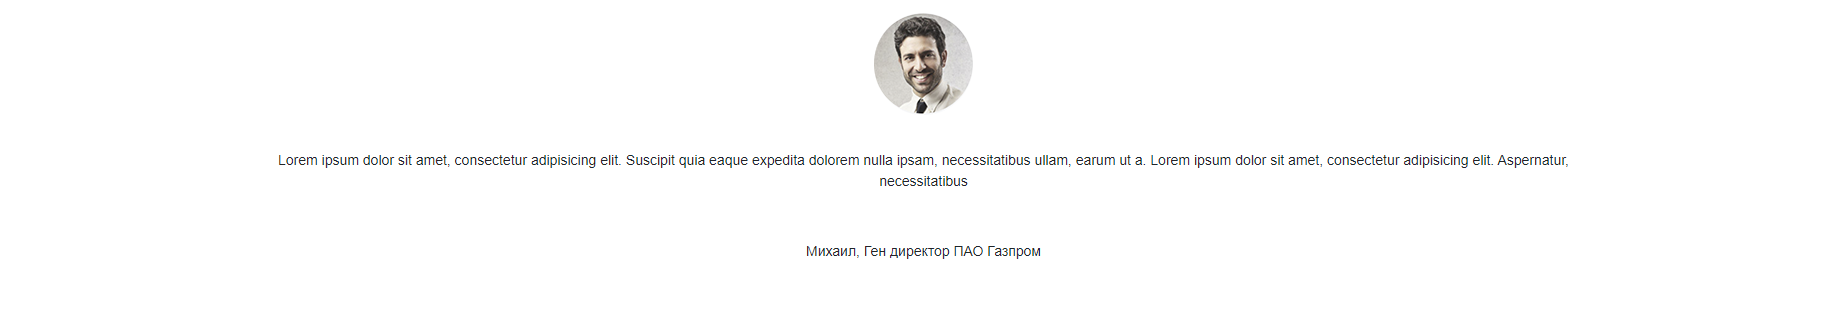 Lorem ipsum dolor sit amet, consectetur adipisicing elit. Suscipit quia eaque expedita dolorem nulla ipsam, necessitatibus ullam, earum ut a. Lorem ipsum dolor sit amet, consectetur adipisicing elit. Aspernatur,
necessitatibus
Михаил, Ген директор ПАО Газпром